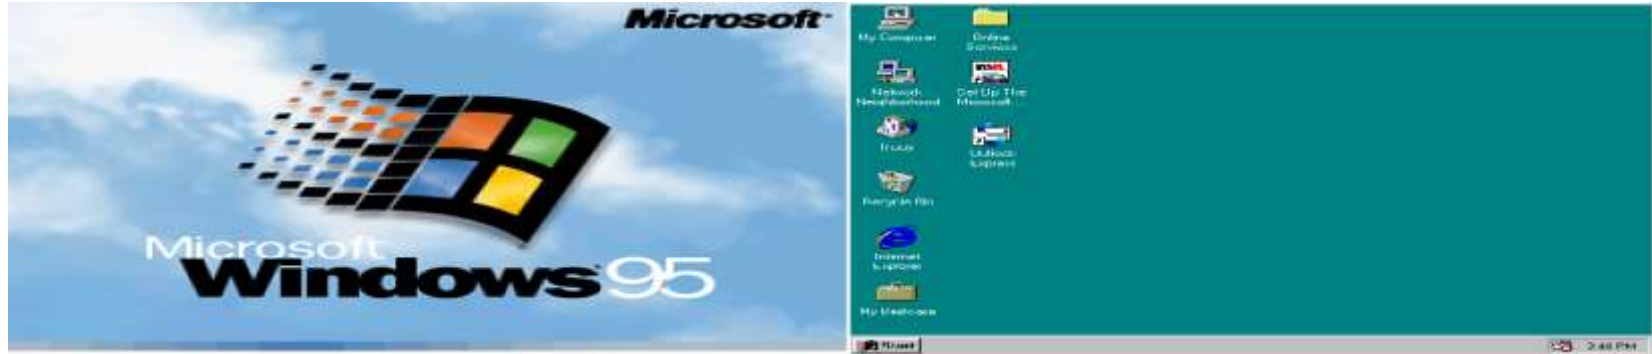 Microsoft
Microsoft
Windows 95
My Computer
Online
Services
Network
Neighborhood
Set Up The
Microsoft
Inbox
Outlook
Express
Recycle Bin
Internet
Explorer
My Briefcase
Start